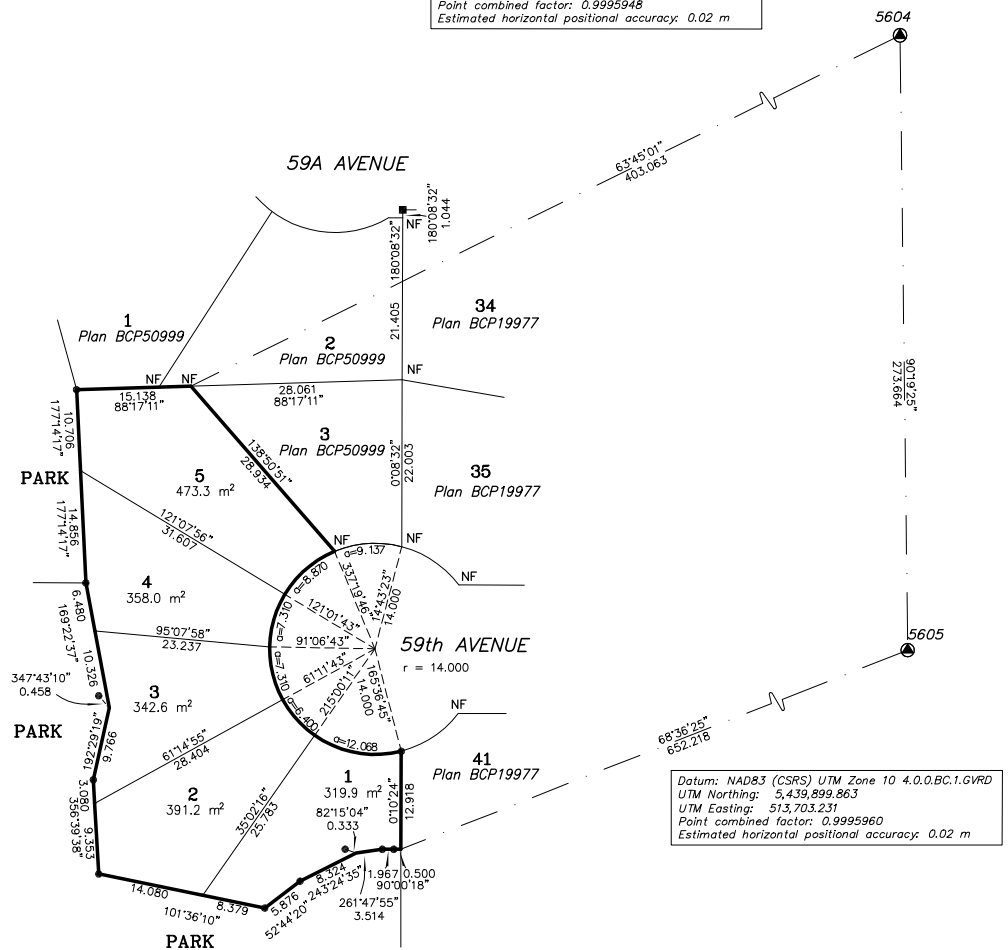 Point combined factor: 0.9995948
Estimated horizontal positional accuracy: 0.02 m
5604
63°45'01"
403.063
59A AVENUE
180°08'32"
1.044
NF
180°08'32"
21.405
34
Plan BCP19977
1
Plan BCP50999
2
Plan BCP50999
90°19'25"
273.664
NF
NF
NF
15.138
88°17'11"
28.061
88°17'11"
10.706
177°14'17"
138°50'51"
28.934
3
Plan BCP50999
0°08'32"
22.003
35
Plan BCP19977
PARK
5
473.3 m²
14.856
177°14'17"
121°07'56"
31.607
NF
NF
a=9.137
NF
a=8.870
337°19'46"
14°43'23"
14.000
4
358.0 m²
6.480
169°22'37"
a=7.310
121°01'43"
95°07'58"
23.237
91°06'43"
59th AVENUE
r = 14.000
5605
10.326
347°43'10"
0.458
a=7.310
61°11'43"
215°00'11"
165°36'45"
14.000
3
342.6 m²
PARK
192°29'19"
9.766
a=6.400
NF
61°14'55"
28.404
a=12.068
68°36'25"
652.218
3.080
356°39'38"
9.353
2
391.2 m²
1
319.9 m²
82°15'04"
0.333
0°10'24"
12.918
41
Plan BCP19977
Datum: NAD83 (CSRS) UTM Zone 10 4.0.0.BC.1.GVRD
UTM Northing: 5,439,899.863
UTM Easting: 513,703.231
Point combined factor: 0.9995960
Estimated horizontal positional accuracy: 0.02 m
35°02'16"
25.783
14.080
101°36'10"
8.379
5.876
52°44'20"
8.324
243°24'35"
261°47'55"
3.514
1.967
0.500
90°00'18"
PARK